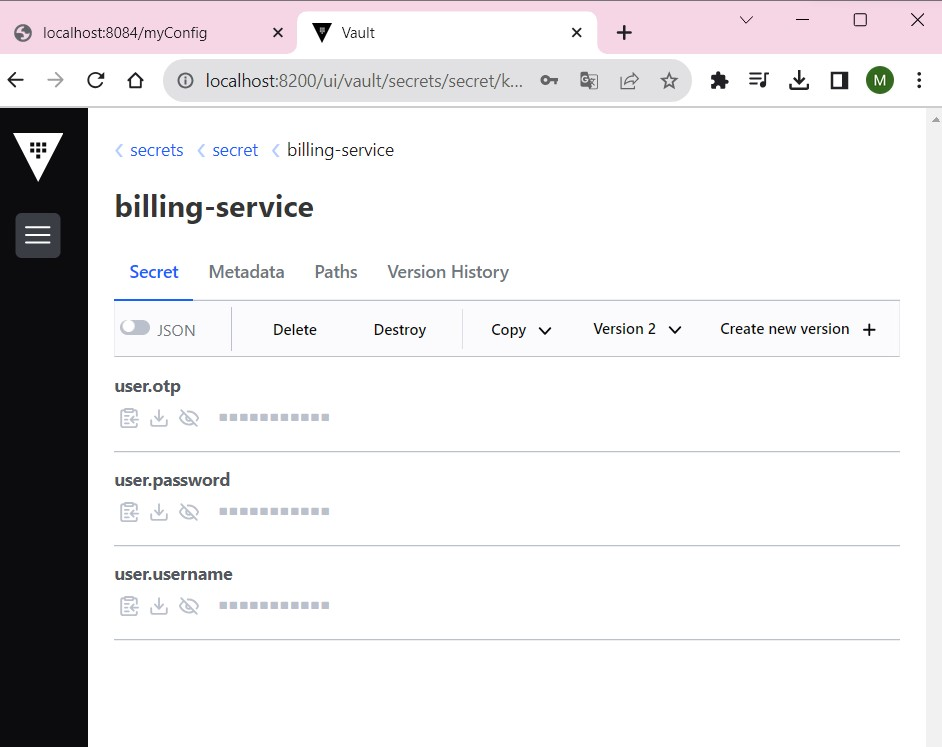 localhost:8084/myConfig Vault
localhost:8200/ui/vault/secrets/secret/k... M
secrets secret billing-service
billing-service
Secret Metadata Paths Version History
JSON Delete Destroy Copy Version 2 Create new version +
user.otp
user.password
user.username